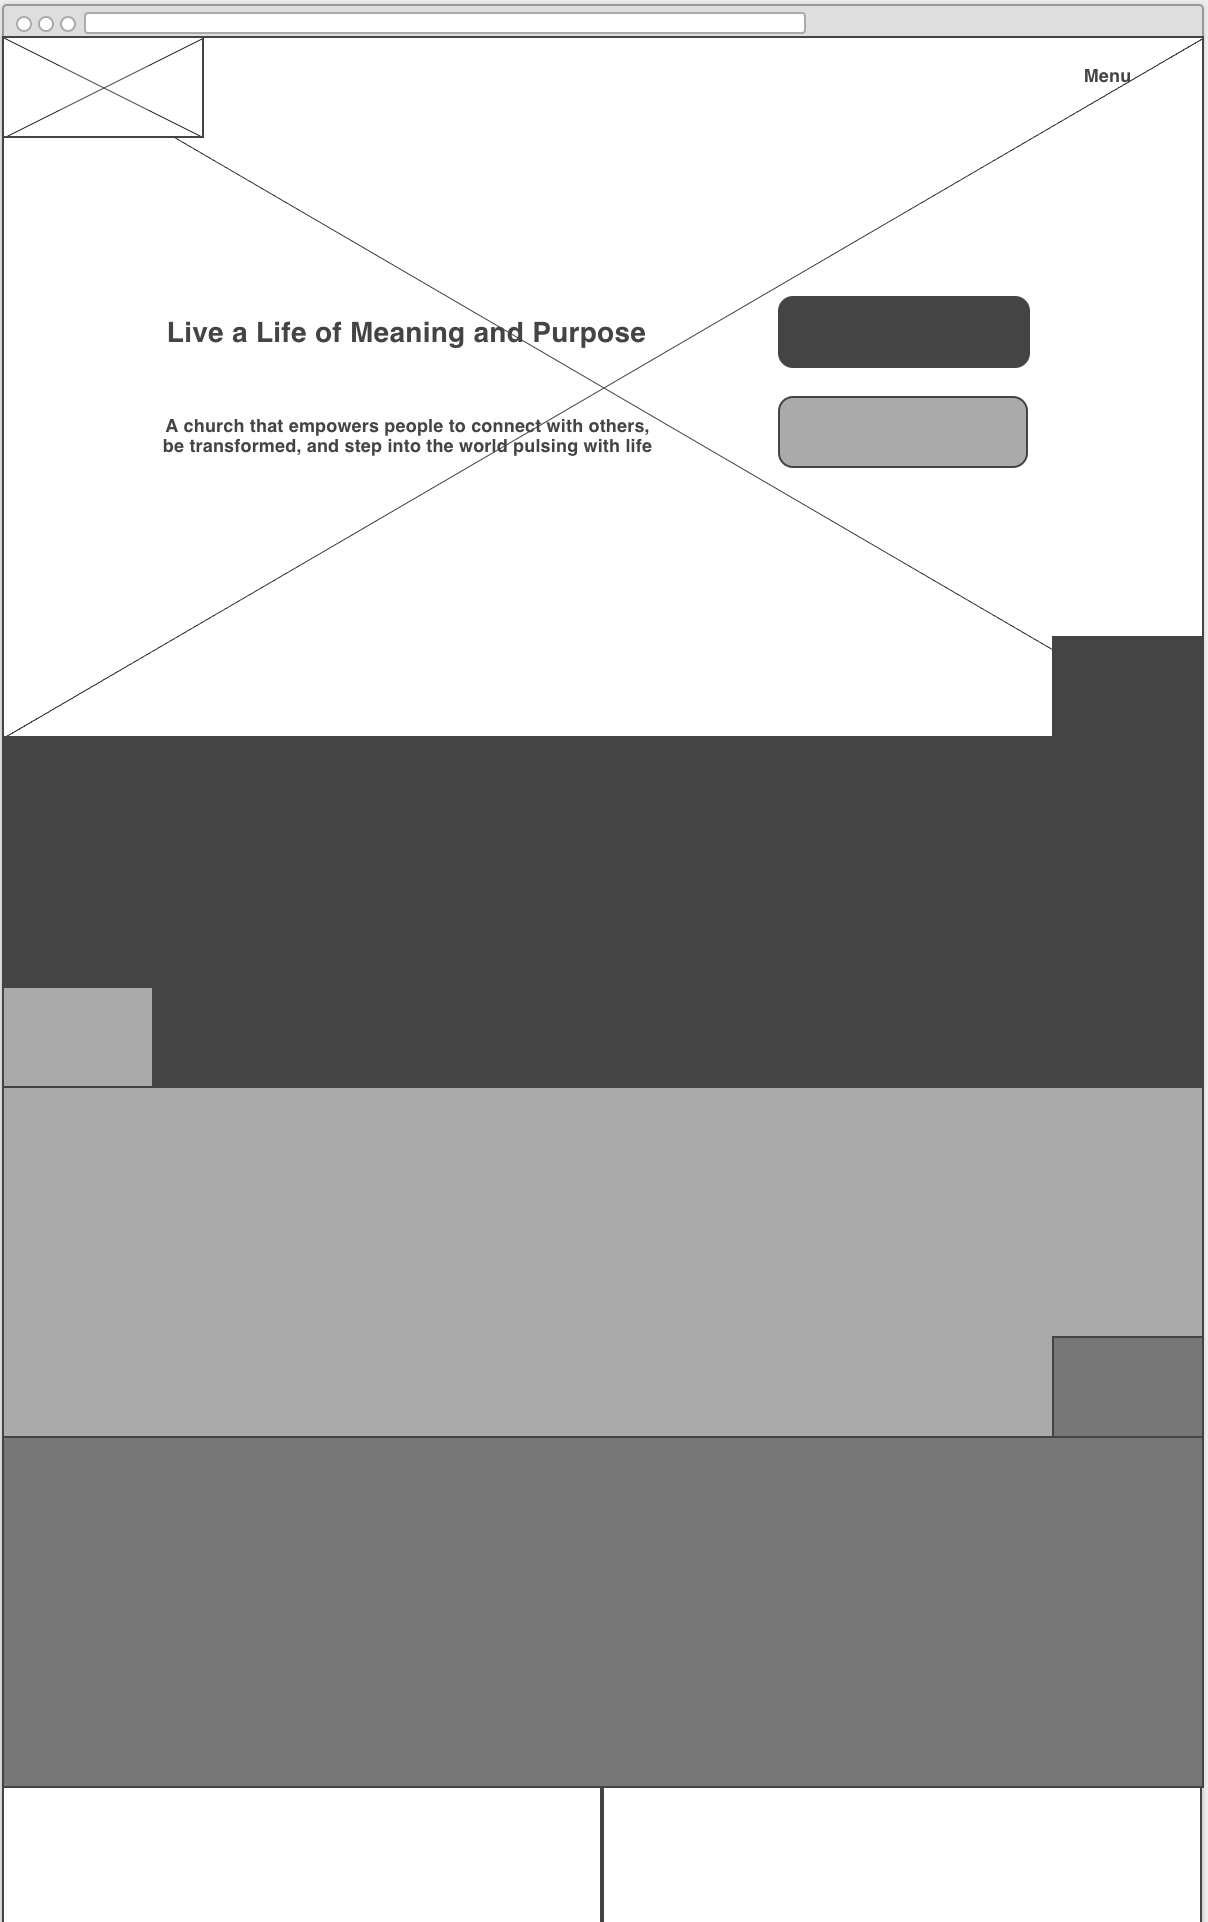 Menu
Live a Life of Meaning and Purpose
A church that empowers people to connect with others,
be transformed, and step into the world pulsing with life